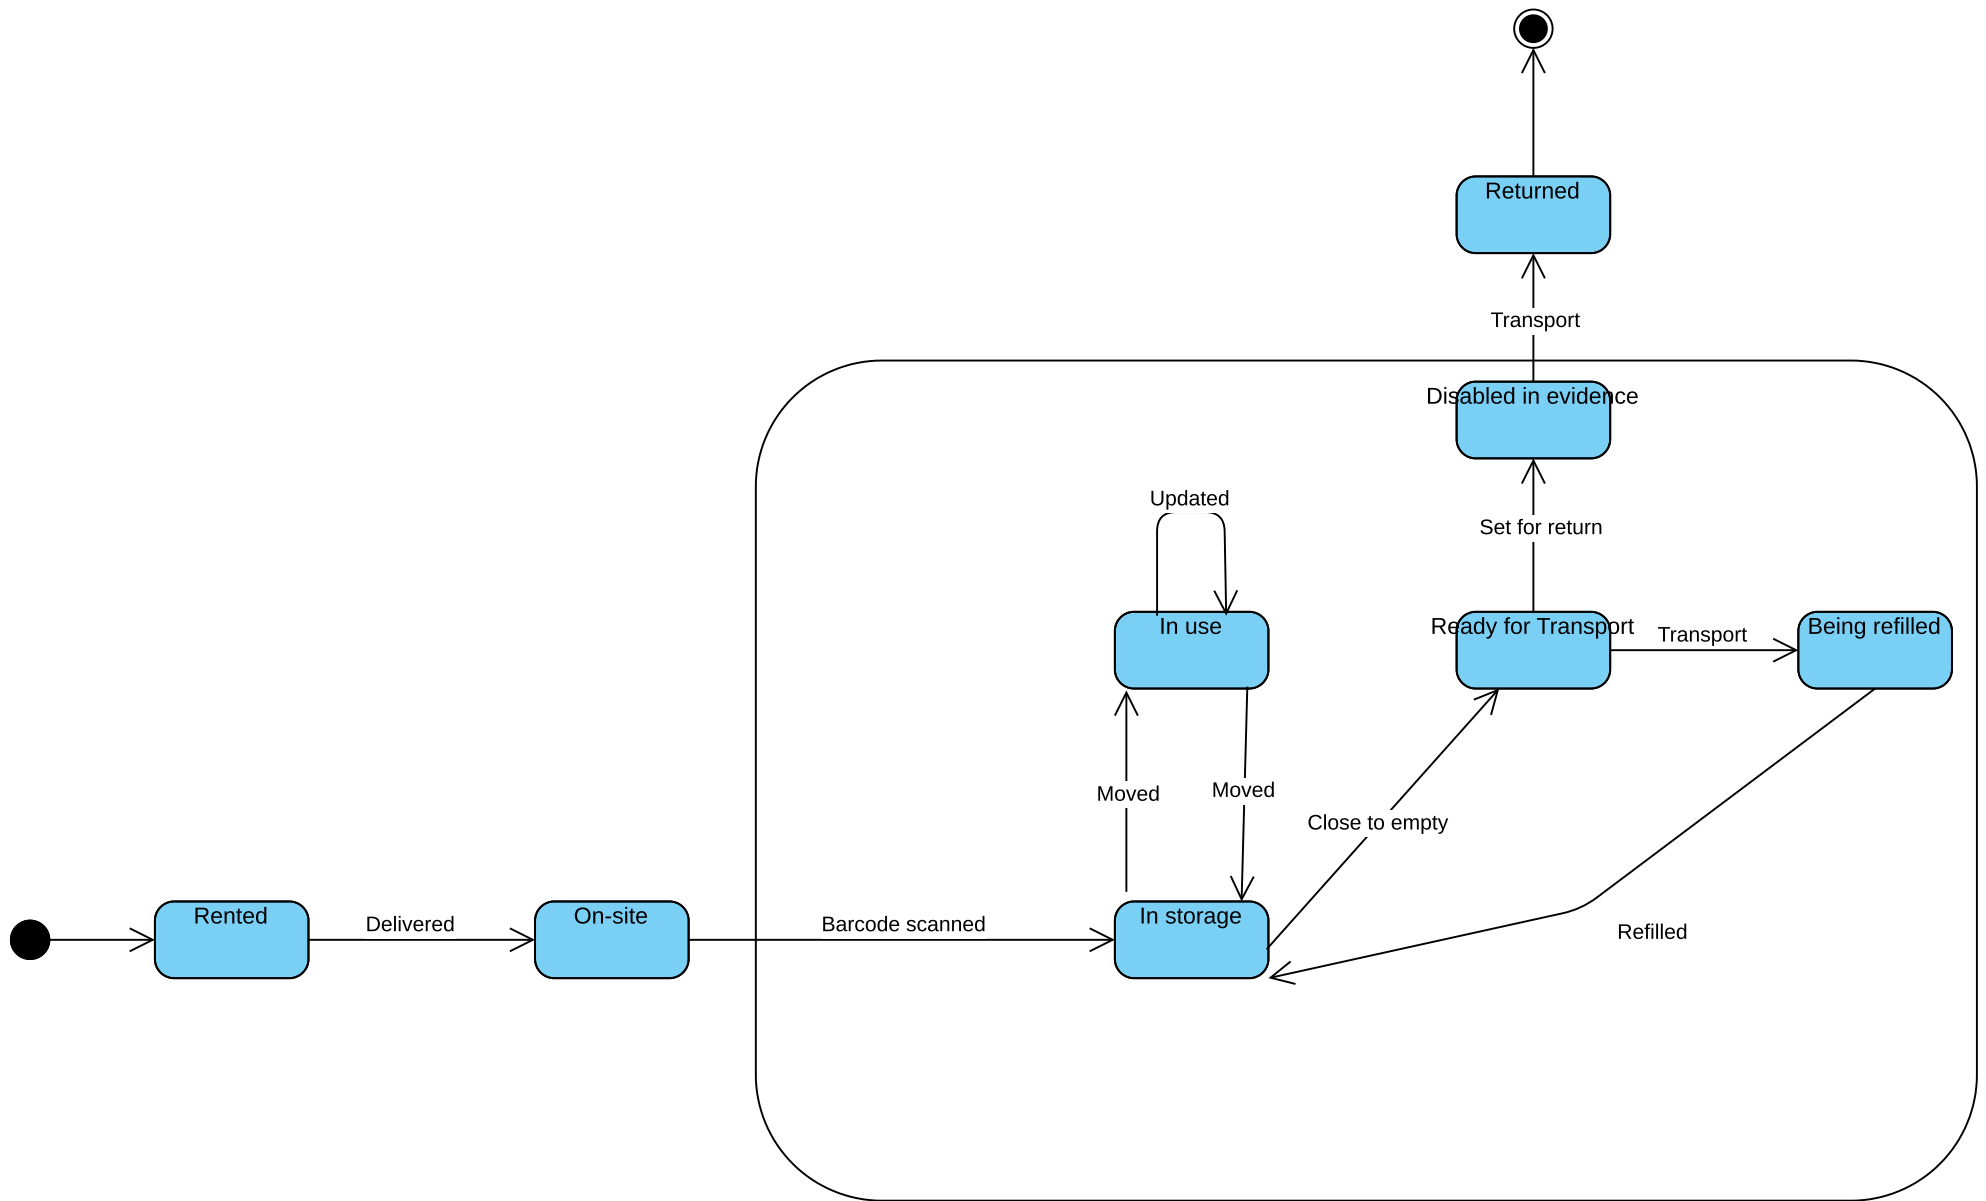 Returned
Transport
Disabled in evidence
Updated
Set for return
In use
Ready for Transport
Transport
Being refilled
Moved
Moved
Close to empty
Rented
Delivered
On-site
Barcode scanned
In storage
Refilled